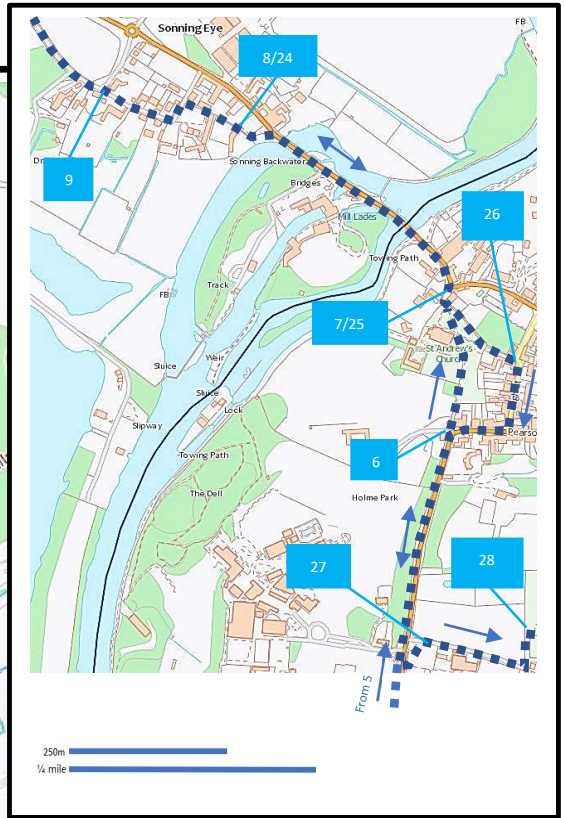 Sonning Eye
FB
8/24
Sonning Backwater
Bridges
9
Mill Lades
26
Towing Path
Track
FB
7/25
St Andrew's
Church
Weir
Sluice
Sluice
Lock
Slipway
Pearso
6
Towing Path
The Dell
Holme Park
27
28
From 5
250m
¼ mile